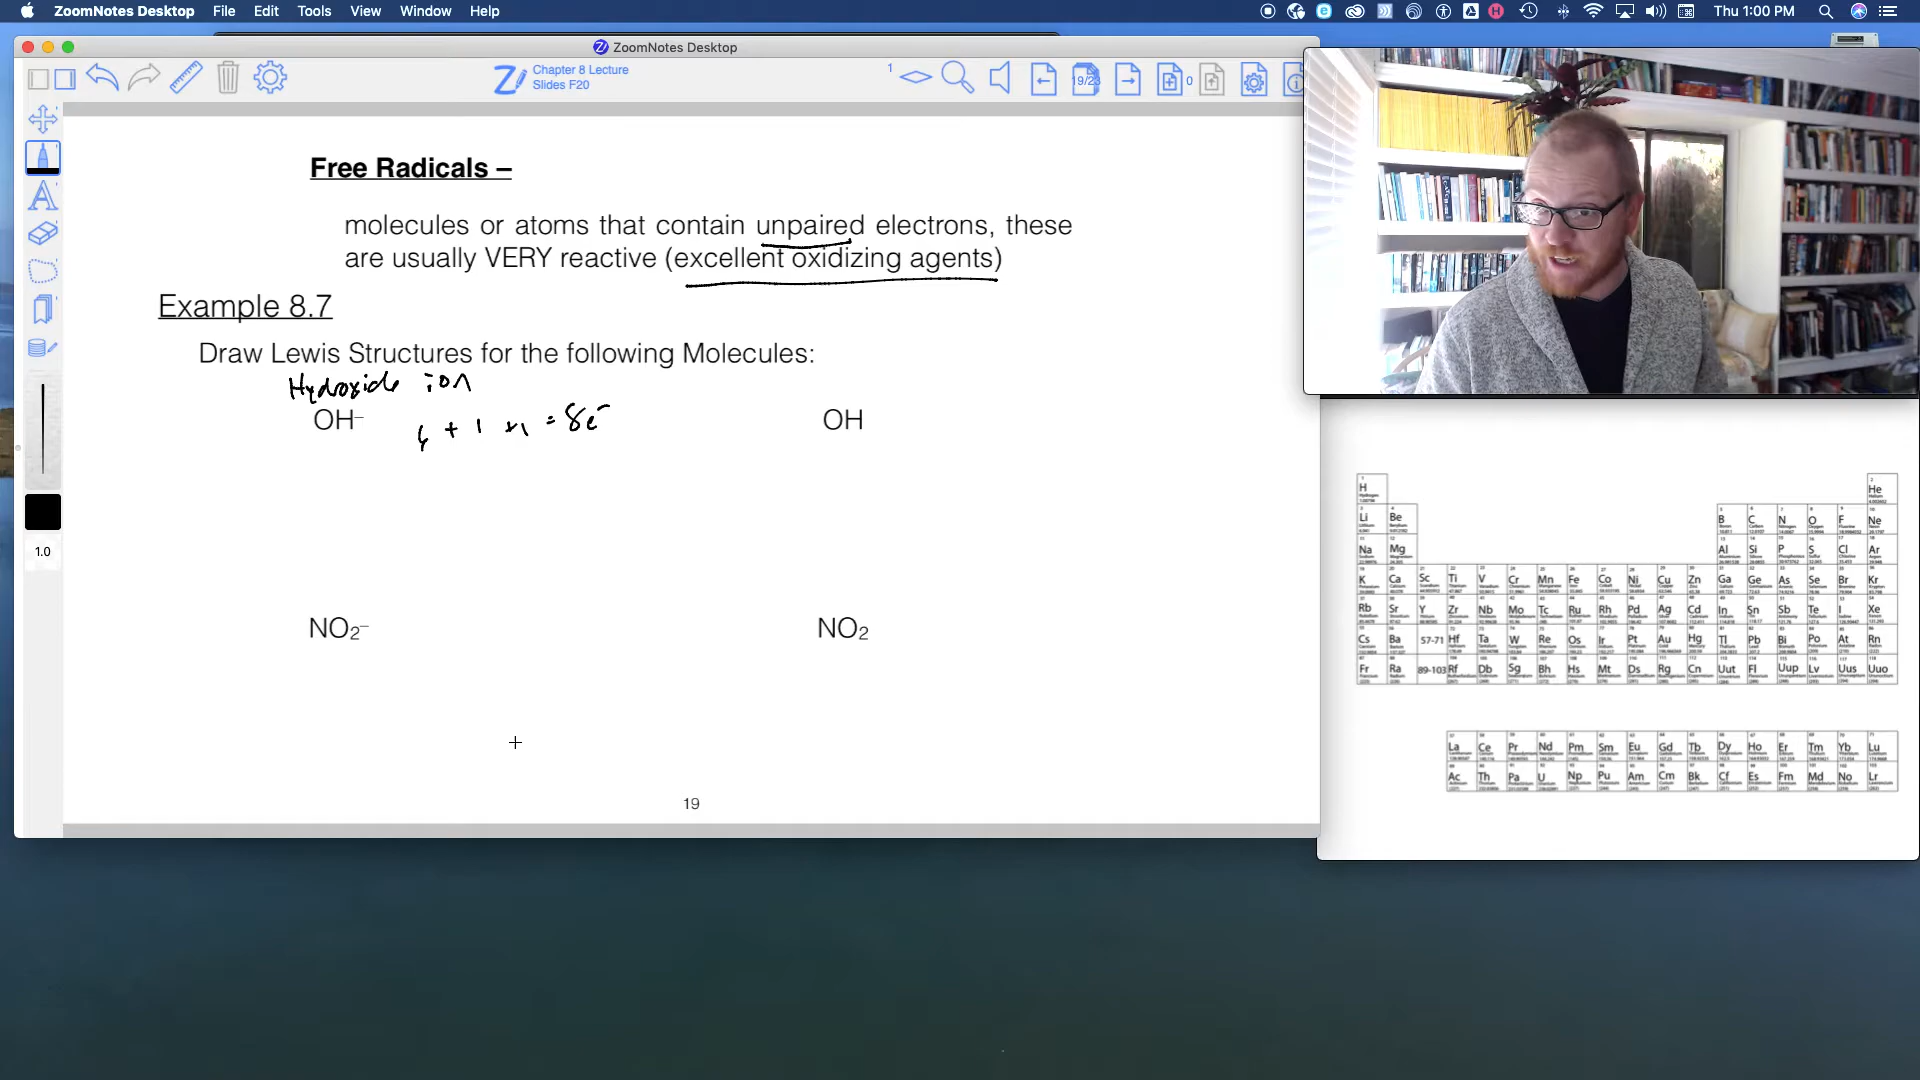 ZoomNotes Desktop File Edit Tools View Window Help Thu 1:00 PM
ZoomNotes Desktop
Chapter 8 Lecture
Slides F20
1
19/23
0
Free Radicals –
molecules or atoms that contain unpaired electrons, these
are usually VERY reactive (excellent oxidizing agents)
Example 8.7
Draw Lewis Structures for the following Molecules:
Hydroxide ion
OH⁻ 6 + 1 + 1 = 8e⁻ OH
NO₂⁻ NO₂
19
1.0
H He
Li Be B C N O F Ne
Na Mg Al Si P S Cl Ar
K Ca Sc Ti V Cr Mn Fe Co Ni Cu Zn Ga Ge As Se Br Kr
Rb Sr Y Zr Nb Mo Tc Ru Rh Pd Ag Cd In Sn Sb Te I Xe
Cs Ba 57-71 Hf Ta W Re Os Ir Pt Au Hg Tl Pb Bi Po At Rn
Fr Ra 89-103 Rf Db Sg Bh Hs Mt Ds Rg Cn Uut Fl Uup Lv Uus Uuo
La Ce Pr Nd Pm Sm Eu Gd Tb Dy Ho Er Tm Yb Lu
Ac Th Pa U Np Pu Am Cm Bk Cf Es Fm Md No Lr